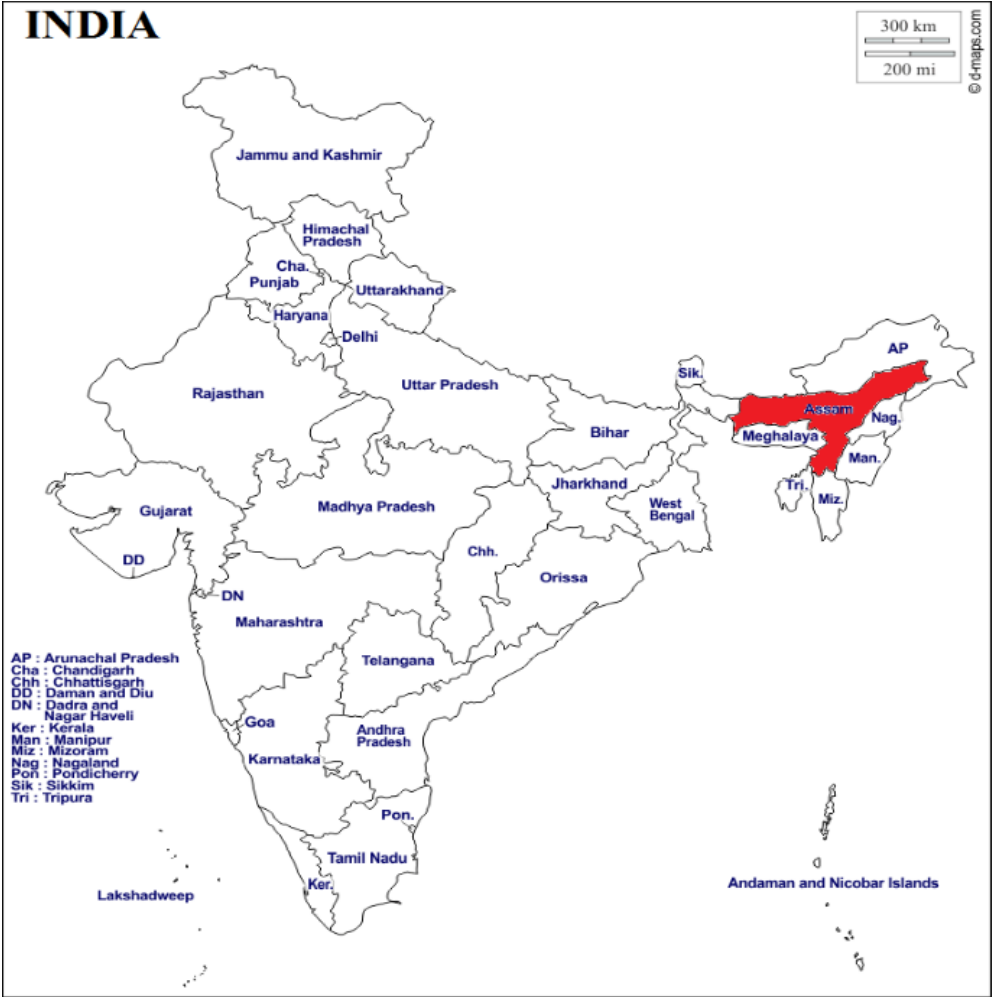 INDIA
300 km
200 mi
© d-maps.com
Jammu and Kashmir
Himachal
Pradesh
Cha.
Punjab
Uttarakhand
Haryana
Delhi
AP
Sik.
Rajasthan
Uttar Pradesh
Assam
Nag.
Bihar
Meghalaya
Man.
Jharkhand
Tri.
Miz.
Gujarat
Madhya Pradesh
West
Bengal
Chh.
DD
Orissa
DN
Maharashtra
Telangana
AP : Arunachal Pradesh
Cha : Chandigarh
Chh : Chhattisgarh
DD : Daman and Diu
DN : Dadra and
Nagar Haveli
Ker : Kerala
Man : Manipur
Miz : Mizoram
Nag : Nagaland
Pon : Pondicherry
Sik : Sikkim
Tri : Tripura
Goa
Andhra
Pradesh
Karnataka
Pon.
Tamil Nadu
Ker.
Lakshadweep
Andaman and Nicobar Islands